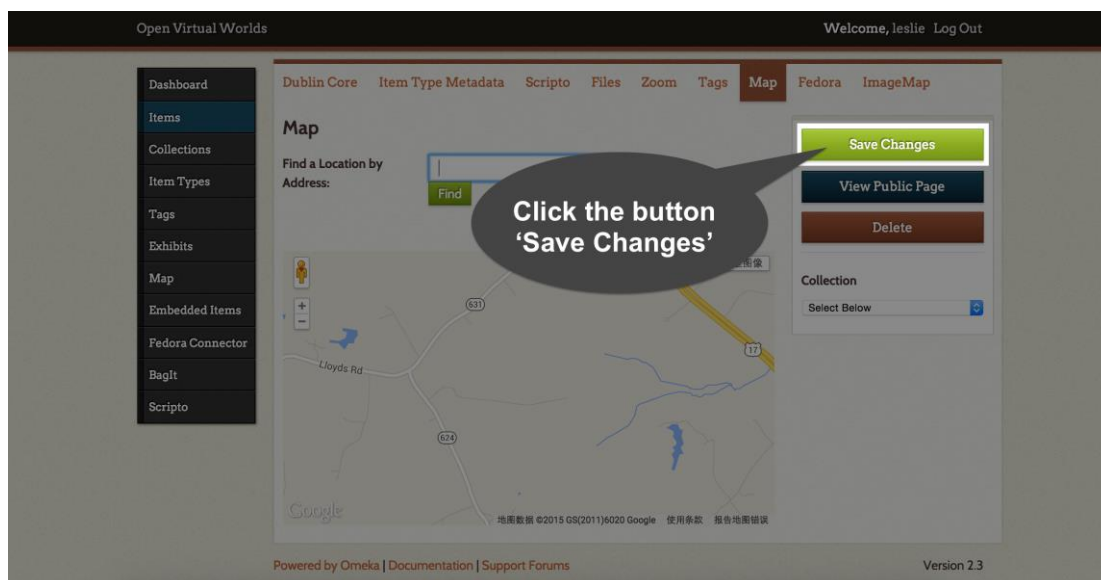 Open Virtual Worlds
Welcome, leslie Log Out
Dashboard
Items
Collections
Item Types
Tags
Exhibits
Map
Embedded Items
Fedora Connector
BagIt
Scripto
Dublin Core Item Type Metadata Scripto Files Zoom Tags Map Fedora ImageMap
Map
Find a Location by
Address:
Find
Click the button
‘Save Changes’
图像
631
Lloyds Rd
17
624
Google
地图数据 ©2015 GS(2011)6020 Google 使用条款 报告地图错误
Save Changes
View Public Page
Delete
Collection
Select Below
Powered by Omeka | Documentation | Support Forums
Version 2.3